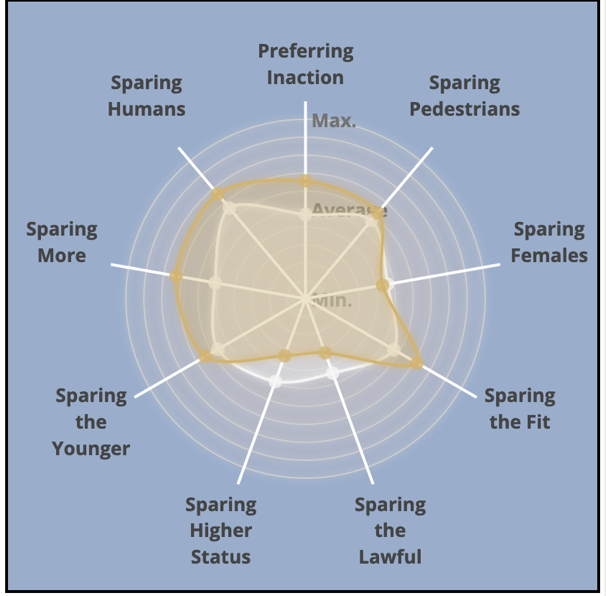 Preferring
Inaction
Sparing
Pedestrians
Sparing
Females
Sparing
the Fit
Sparing
the
Lawful
Sparing
Higher
Status
Sparing
the
Younger
Sparing
More
Sparing
Humans
Max.
Average
Min.